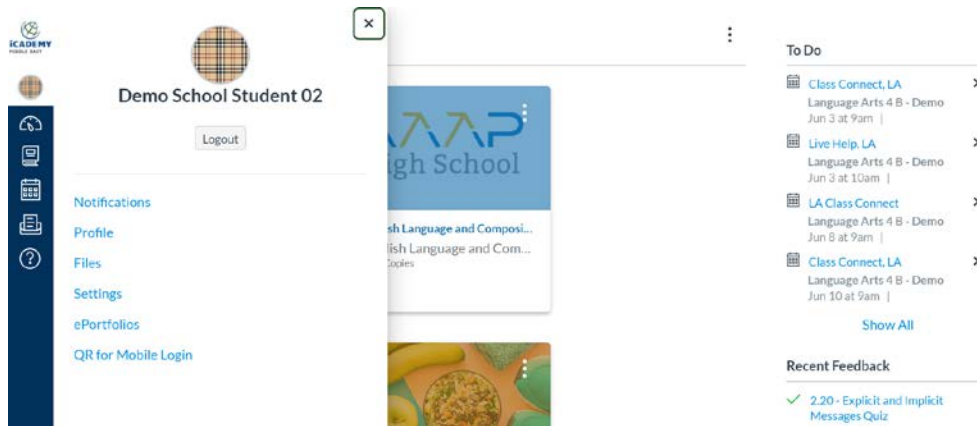 iCADEMY
MIDDLE EAST
Demo School Student 02
Logout
Notifications
Profile
Files
Settings
ePortfolios
QR for Mobile Login
AAP
igh School
sh Language and Composi...
lish Language and Com...
Copies
To Do
Class Connect, LA
Language Arts 4 B - Demo
Jun 3 at 9am |
Live Help, LA
Language Arts 4 B - Demo
Jun 3 at 10am |
LA Class Connect
Language Arts 4 B - Demo
Jun 8 at 9am |
Class Connect, LA
Language Arts 4 B - Demo
Jun 10 at 9am |
Show All
Recent Feedback
2.20 - Explicit and Implicit
Messages Quiz